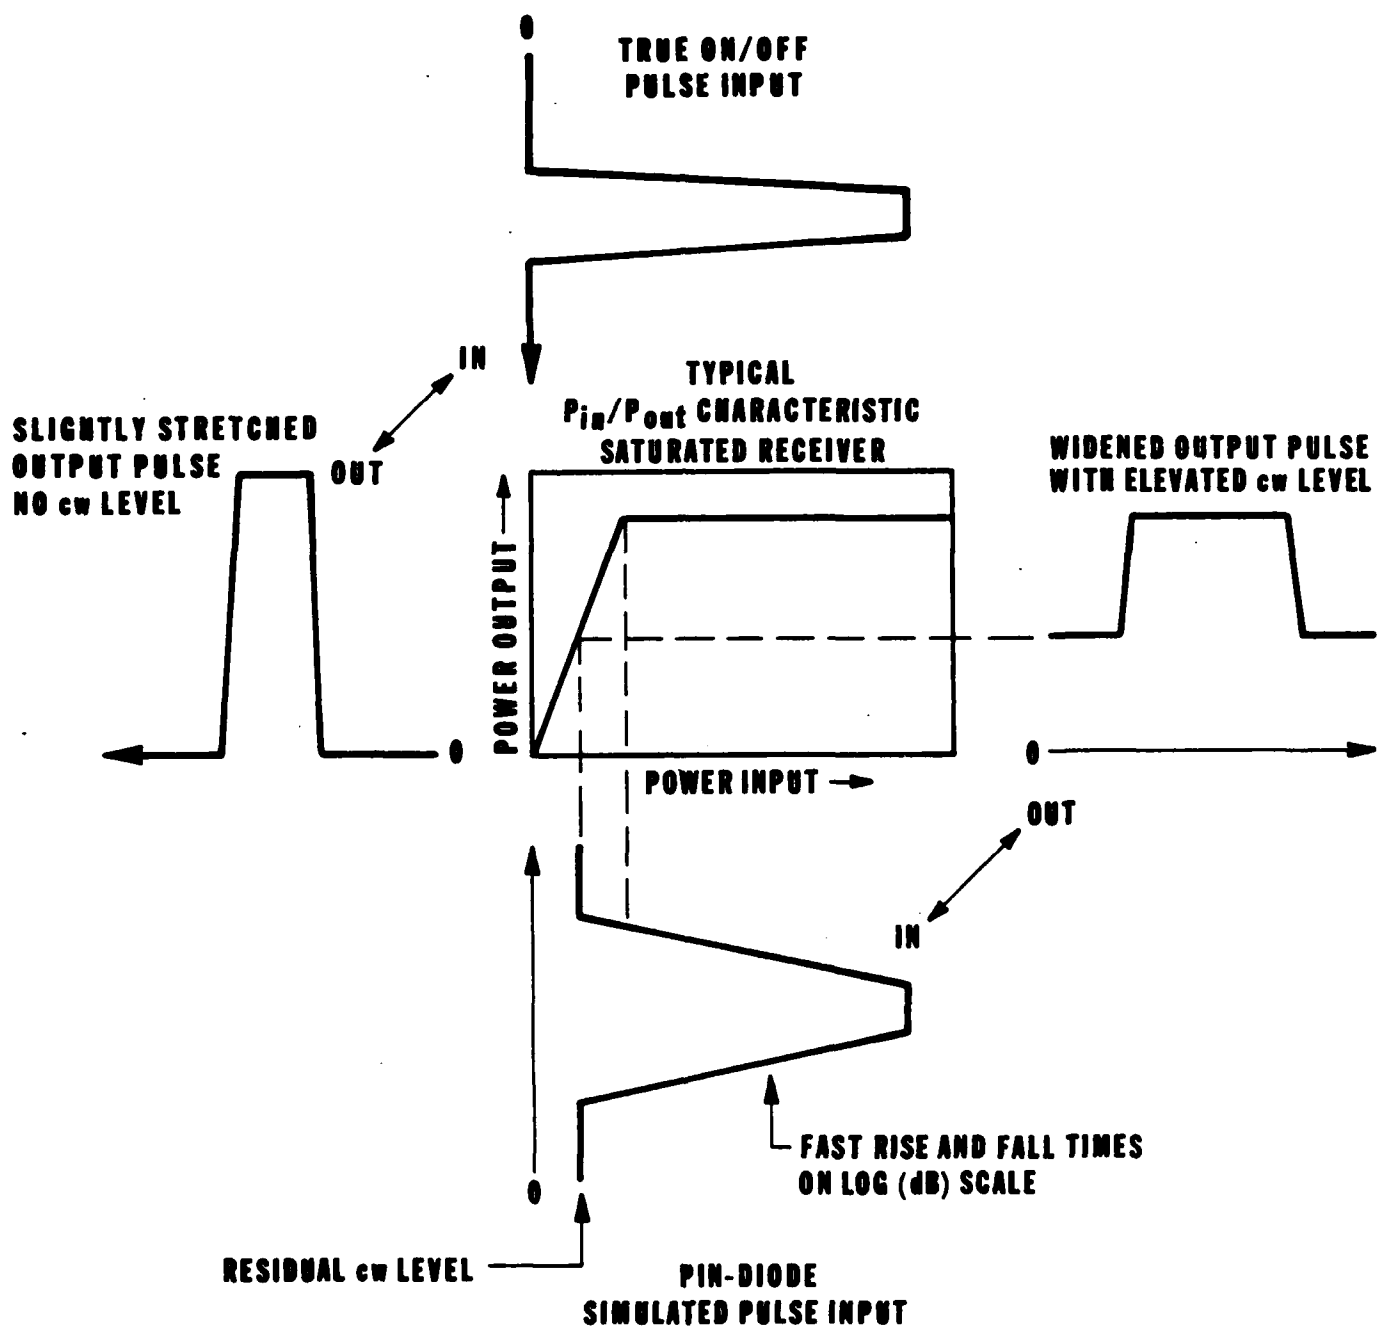 0
TRUE ON/OFF
PULSE INPUT
IN
OUT
SLIGHTLY STRETCHED
OUTPUT PULSE
NO cw LEVEL
0
TYPICAL
Pin/Pout CHARACTERISTIC
SATURATED RECEIVER
POWER OUTPUT
POWER INPUT
WIDENED OUTPUT PULSE
WITH ELEVATED cw LEVEL
0
OUT
IN
0
FAST RISE AND FALL TIMES
ON LOG (dB) SCALE
RESIDUAL cw LEVEL
PIN-DIODE
SIMULATED PULSE INPUT